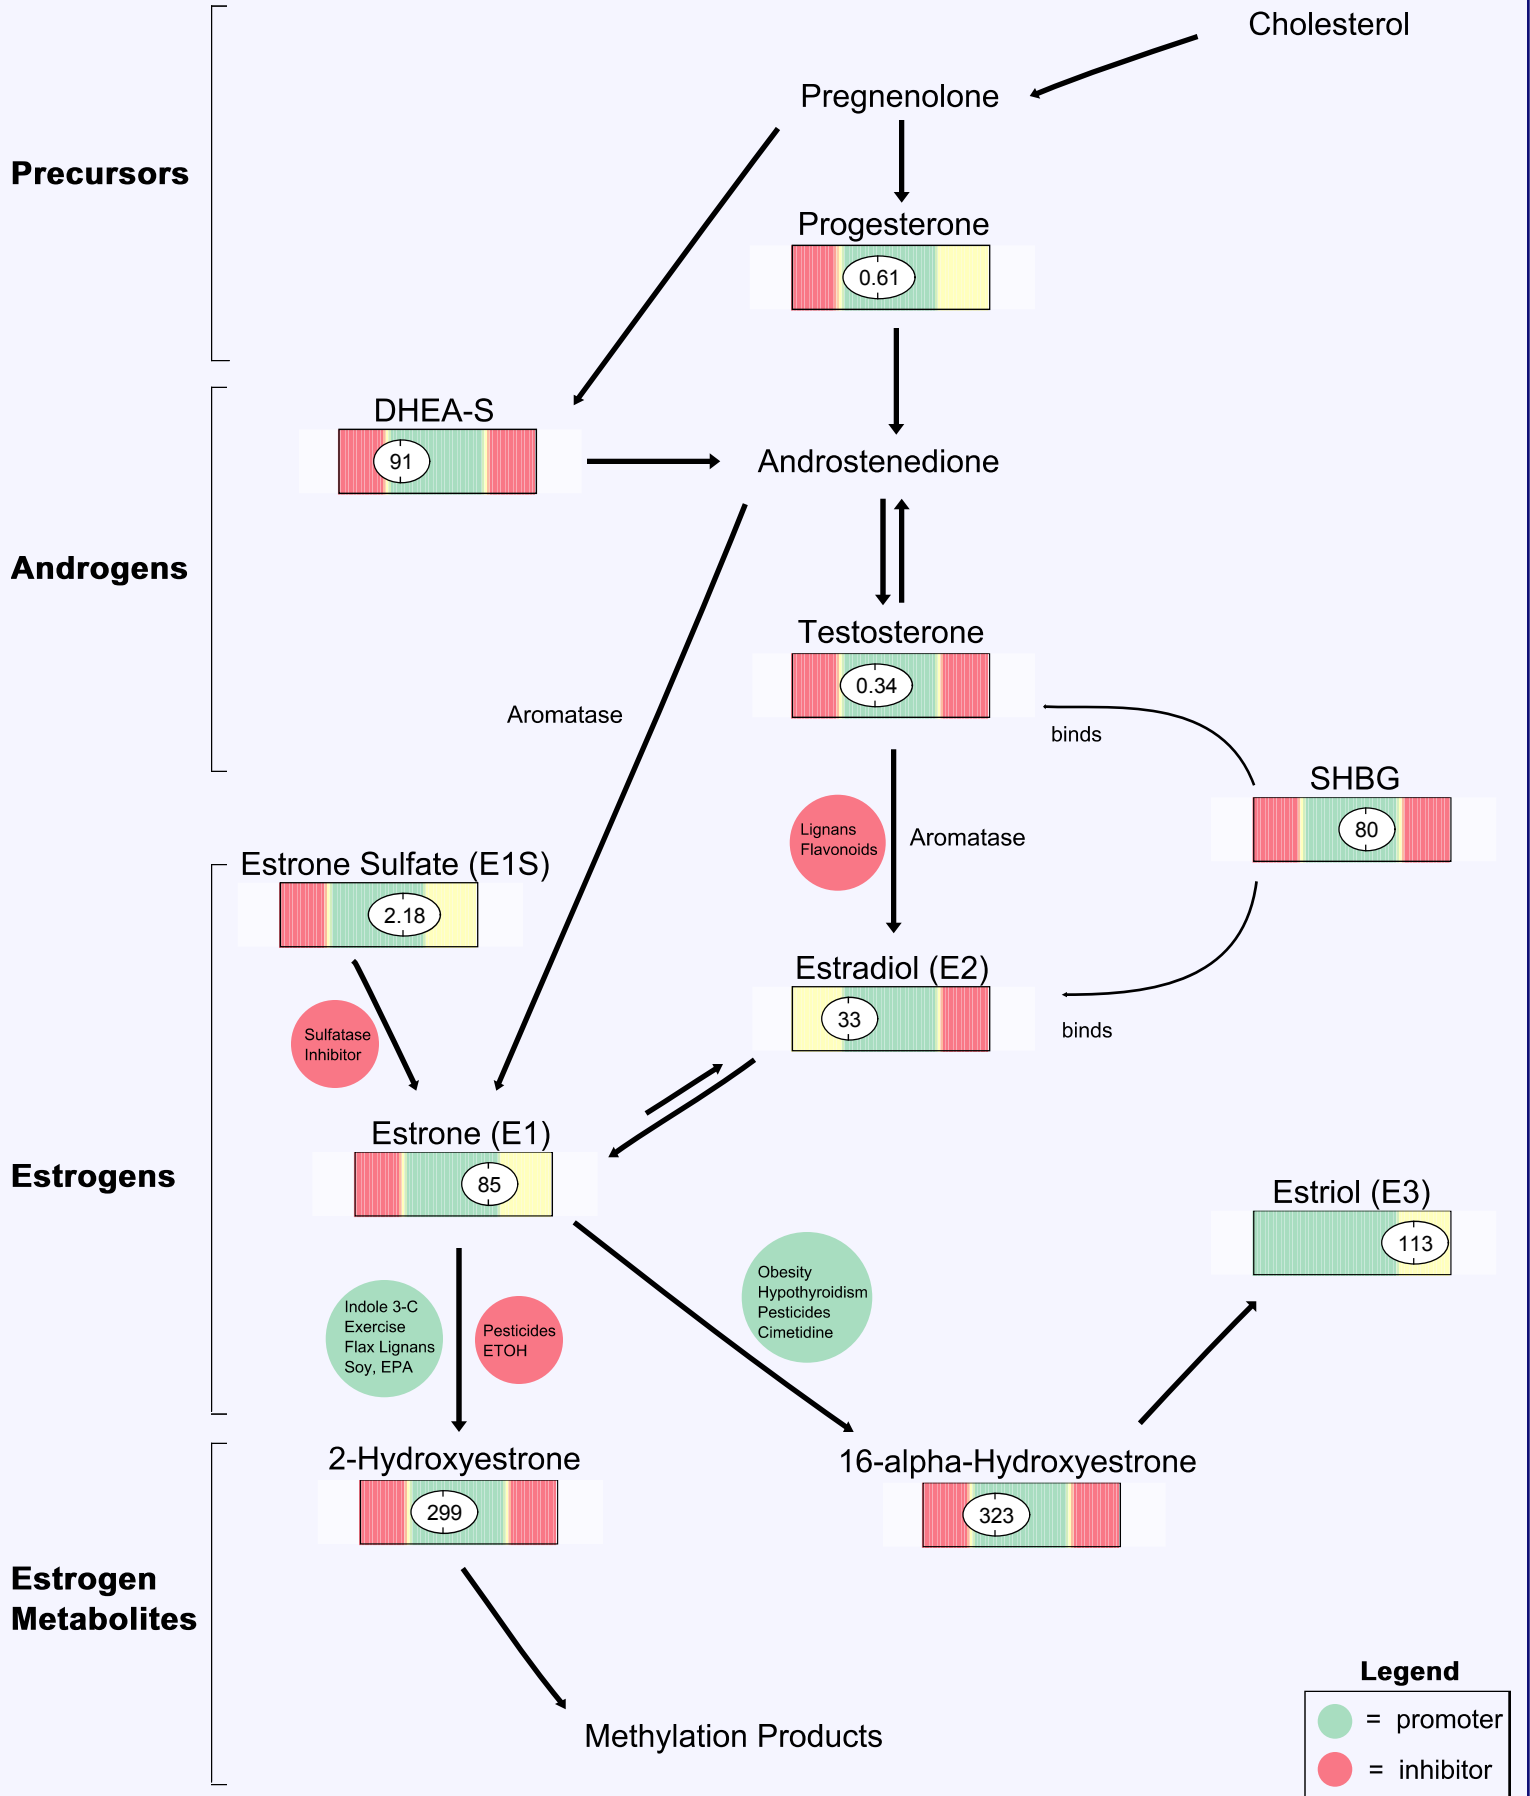 Cholesterol
Pregnenolone
Precursors
Progesterone
0.61
DHEA-S
91
Androstenedione
Androgens
Testosterone
0.34
Aromatase
binds
SHBG
80
Lignans
Flavonoids
Aromatase
Estrone Sulfate (E1S)
2.18
Estradiol (E2)
33
binds
Sulfatase
Inhibitor
Estrone (E1)
85
Estrogens
Estriol (E3)
113
Obesity
Hypothyroidism
Pesticides
Cimetidine
Indole 3-C
Exercise
Flax Lignans
Soy, EPA
Pesticides
ETOH
2-Hydroxyestrone
299
16-alpha-Hydroxyestrone
323
Estrogen
Metabolites
Methylation Products
Legend
= promoter
= inhibitor